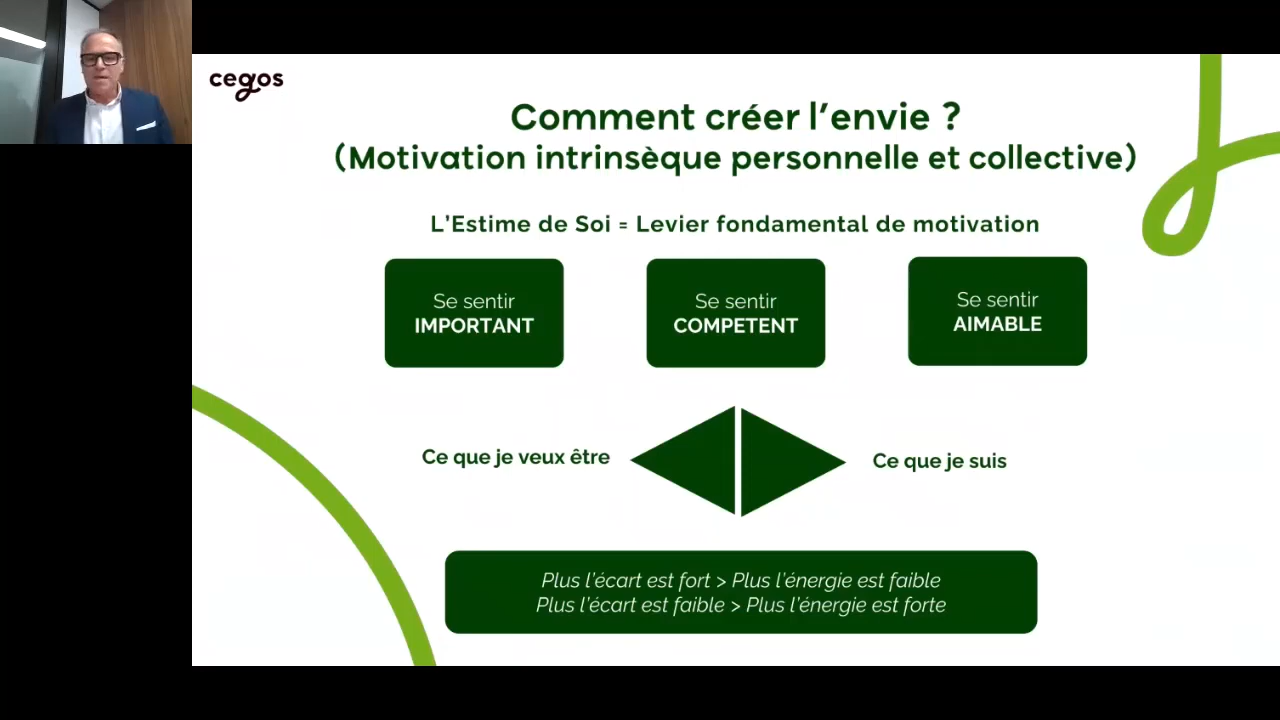 cegos
Comment créer l'envie ?
(Motivation intrinsèque personnelle et collective)
L'Estime de Soi = Levier fondamental de motivation
Se sentir
IMPORTANT
Se sentir
COMPETENT
Se sentir
AIMABLE
Ce que je veux être
Ce que je suis
Plus l'écart est fort > Plus l'énergie est faible
Plus l'écart est faible > Plus l'énergie est forte